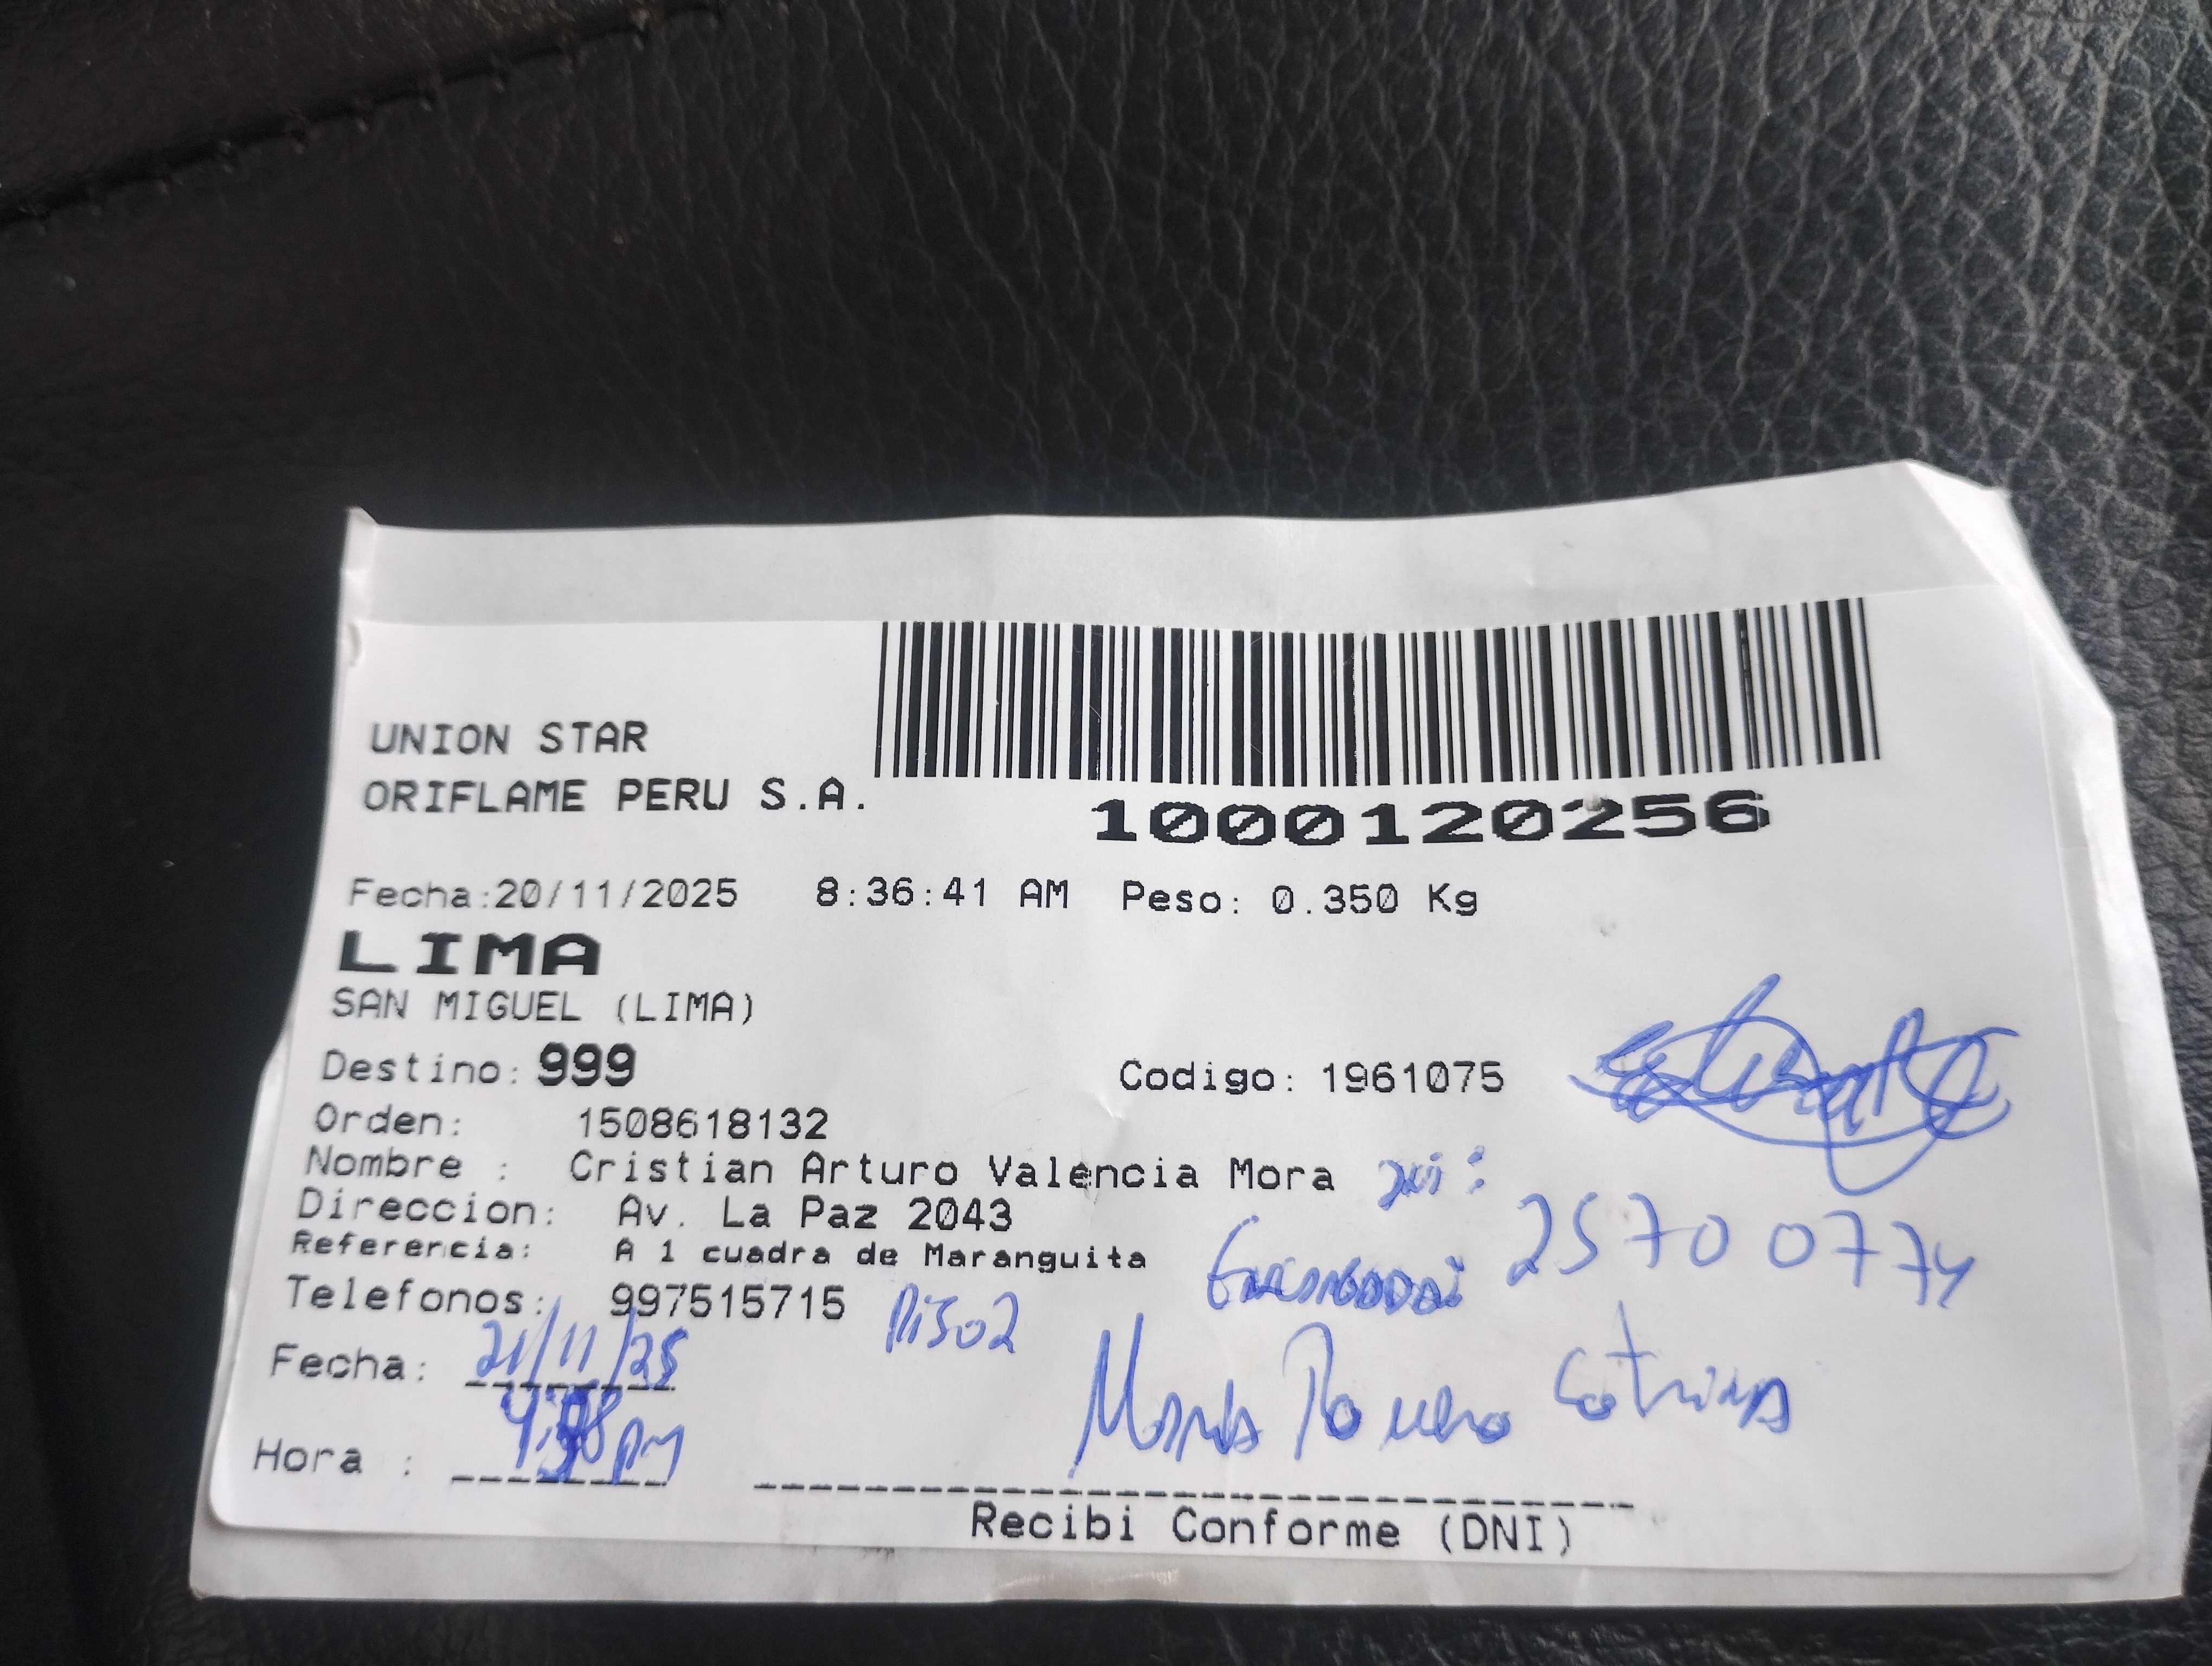 UNION STAR
ORIFLAME PERU S.A.
1000120256
Fecha:20/11/2025 8:36:41 AM Peso: 0.350 Kg
LIMA
SAN MIGUEL (LIMA)
Destino: 999 Codigo: 1961075
Orden: 1508618132
Nombre : Cristian Arturo Valencia Mora
Direccion: Av. La Paz 2043 25700774
Referencia: A 1 cuadra de Maranguita
Telefonos: 997515715 Piso2
Fecha: 21/11/25
Hora : pm
Recibi Conforme (DNI)